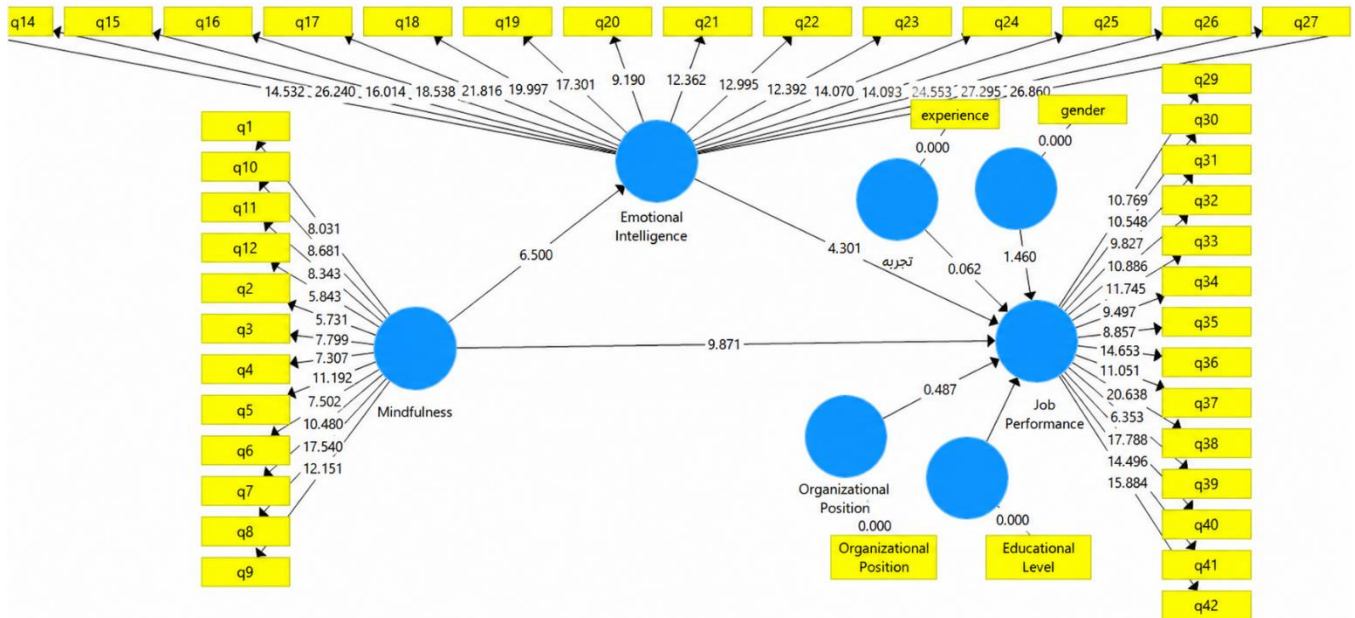 q14 q15 q16 q17 q18 q19 q20 q21 q22 q23 q24 q25 q26 q27
14.532 26.240 16.014 18.538 21.816 19.997 17.301 9.190 12.362 12.995 12.392 14.070 14.093 24.553 27.295 26.860
experience
0.000
gender
0.000
Emotional
Intelligence
q1
q10
q11
q12
q2
q3
q4
q5
q6
q7
q8
q9
8.031
8.681
8.343
5.843
5.731
7.799
7.307
11.192
7.502
10.480
17.540
12.151
Mindfulness
6.500
9.871
4.301
تجربه
0.062
1.460
0.487
Job
Performance
Organizational
Position
0.000
Organizational
Position
0.000
Educational
Level
10.769
10.548
9.827
10.886
11.745
9.497
8.857
14.653
11.051
20.638
6.353
17.788
14.496
15.884
q29
q30
q31
q32
q33
q34
q35
q36
q37
q38
q39
q40
q41
q42